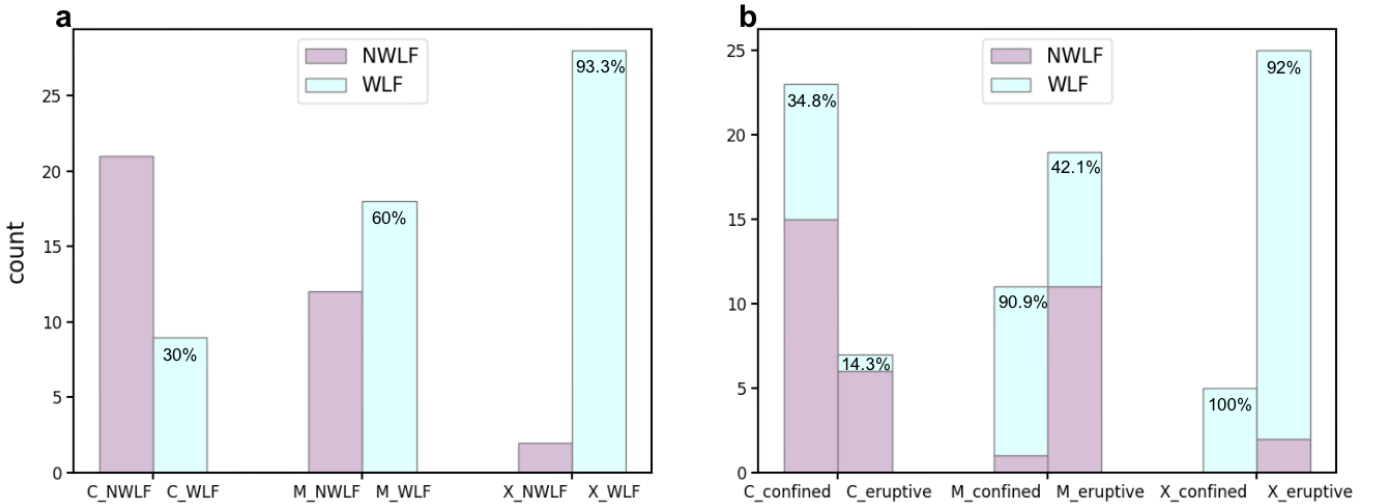 a
NWLF
WLF
count
25
20
15
10
5
0
30%
60%
93.3%
C_NWLF C_WLF M_NWLF M_WLF X_NWLF X_WLF
b
NWLF
WLF
25
20
15
10
5
0
34.8%
14.3%
90.9%
42.1%
100%
92%
C_confined C_eruptive M_confined M_eruptive X_confined X_eruptive